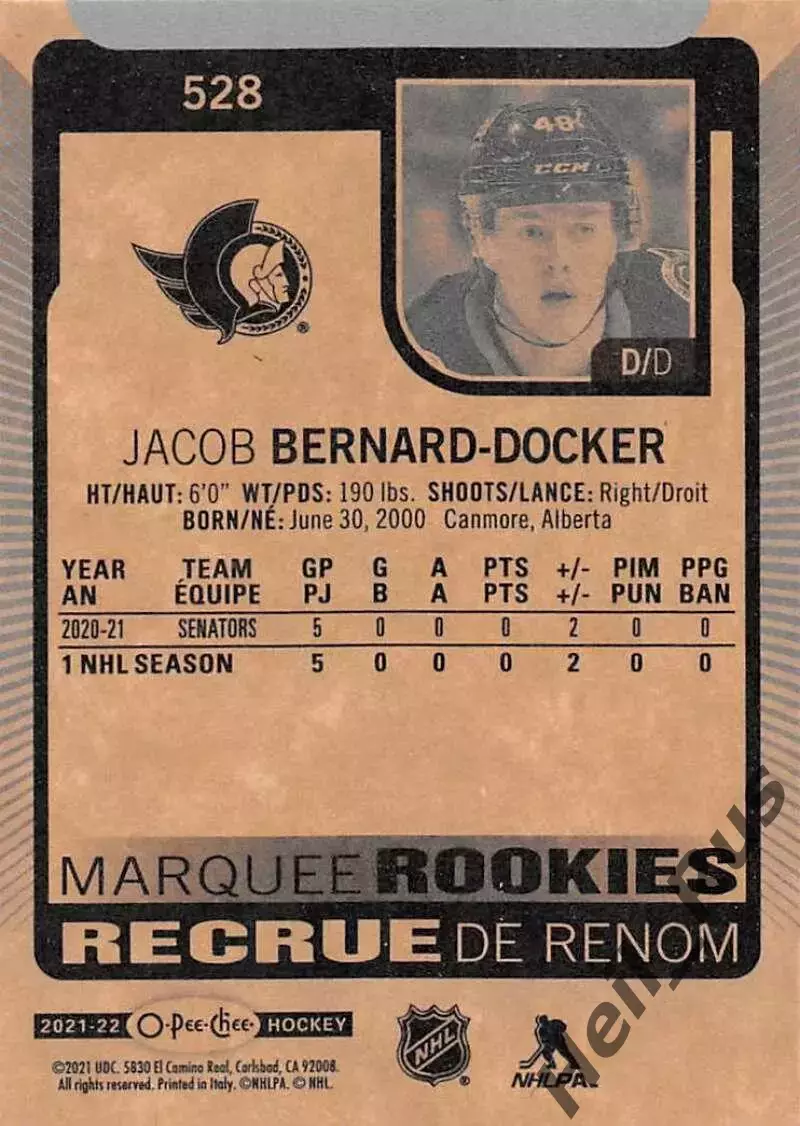 528
48
CCM
D/D
JACOB BERNARD-DOCKER
HT/HAUT: 6'0" WT/PDS: 190 lbs. SHOOTS/LANCE: Right/Droit
BORN/NÉ: June 30, 2000 Canmore, Alberta
YEAR TEAM GP G A PTS +/- PIM PPG
AN ÉQUIPE PJ B A PTS +/- PUN BAN
2020-21 SENATORS 5 0 0 0 2 0 0
1 NHL SEASON 5 0 0 0 2 0 0
MARQUEE ROOKIES
RECRUE DE RENOM
2021-22 O-Pee-Chee HOCKEY
NHL
NHLPA
©2021 UDC. 5830 El Camino Real, Carlsbad, CA 92008.
All rights reserved. Printed in Italy. ©NHLPA. © NHL.
Neil_Dus